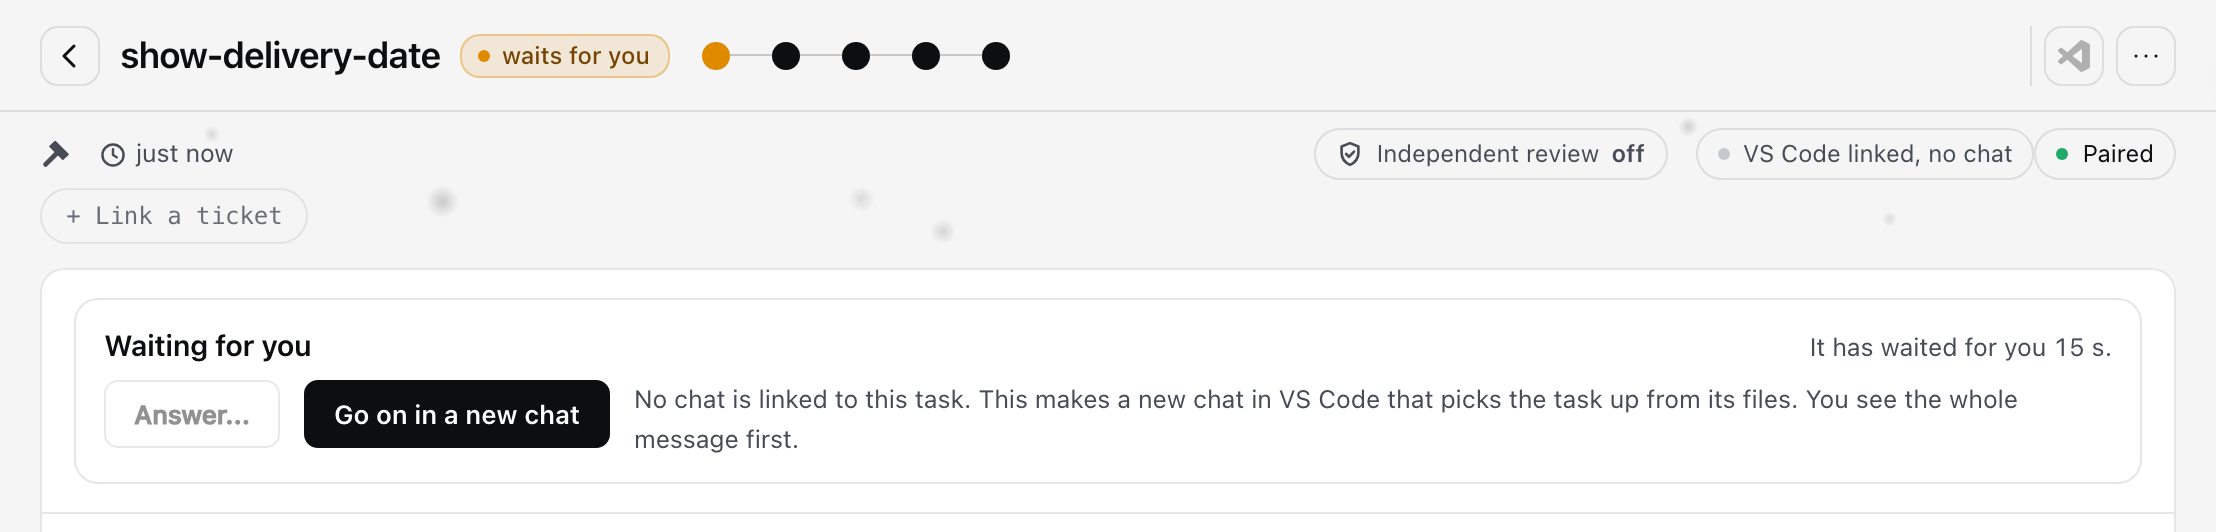 show-delivery-date
waits for you
...
just now
Independent review off
VS Code linked, no chat
Paired
+ Link a ticket
Waiting for you
It has waited for you 15 s.
Answer...
Go on in a new chat
No chat is linked to this task. This makes a new chat in VS Code that picks the task up from its files. You see the whole
message first.